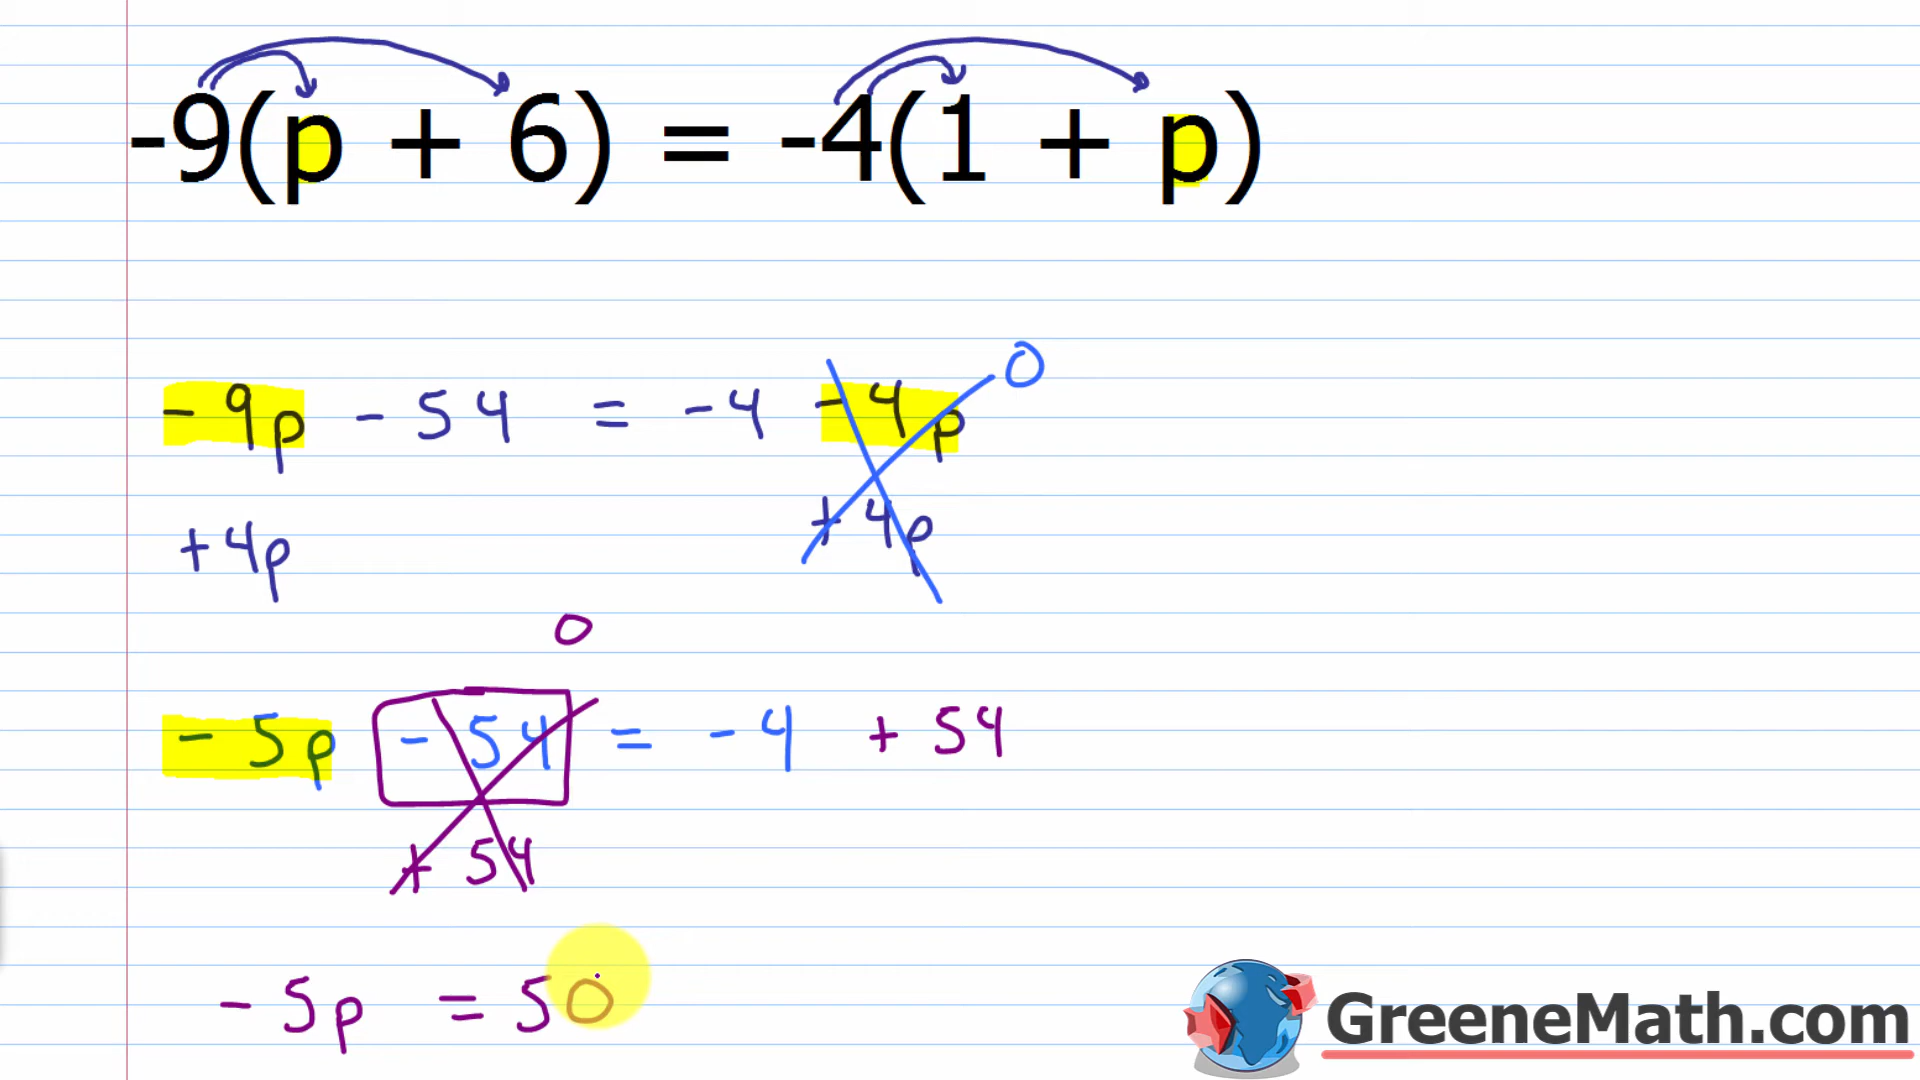 -9(p + 6) = -4(1 + p)
0
- 9p - 54 = -4 - 4p
+4p + 4p
0
- 5p - 54 = - 4 + 54
+ 54
- 5p = 50
GreeneMath.com